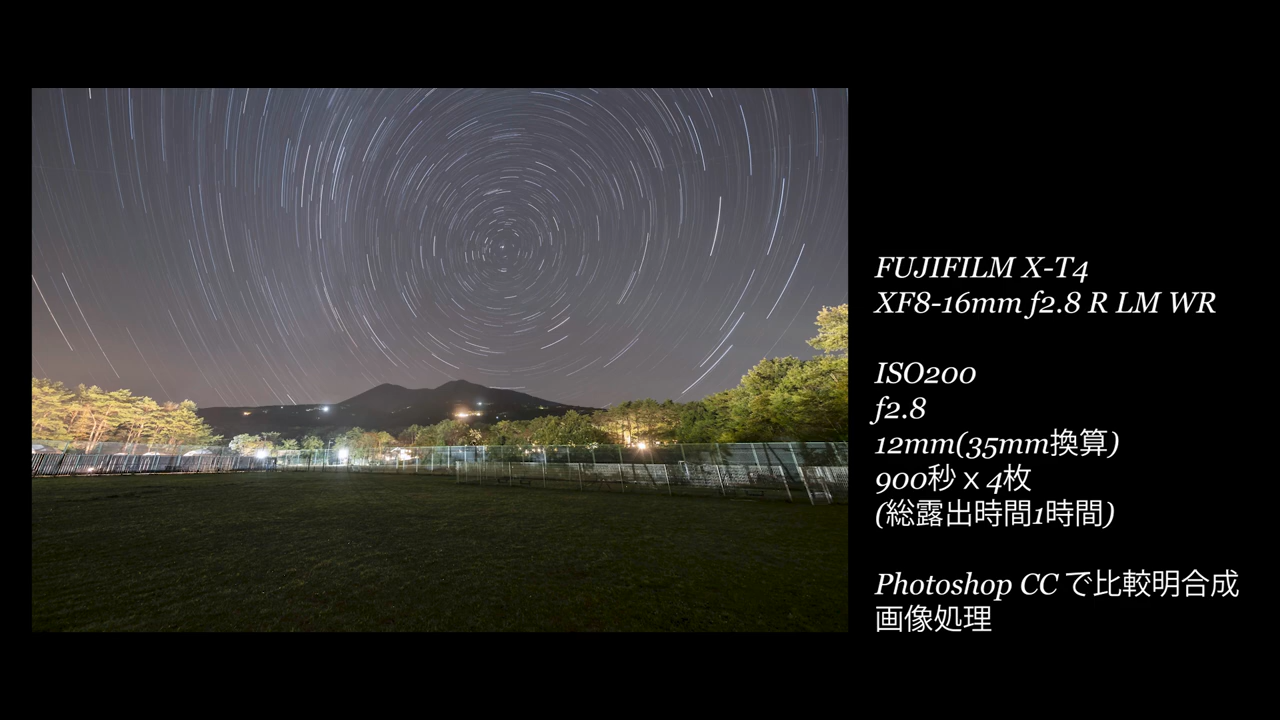 FUJIFILM X-T4
XF8-16mm f2.8 R LM WR
ISO200
f2.8
12mm(35mm換算)
900秒 x 4枚
(総露出時間1時間)
Photoshop CC で比較明合成
画像処理